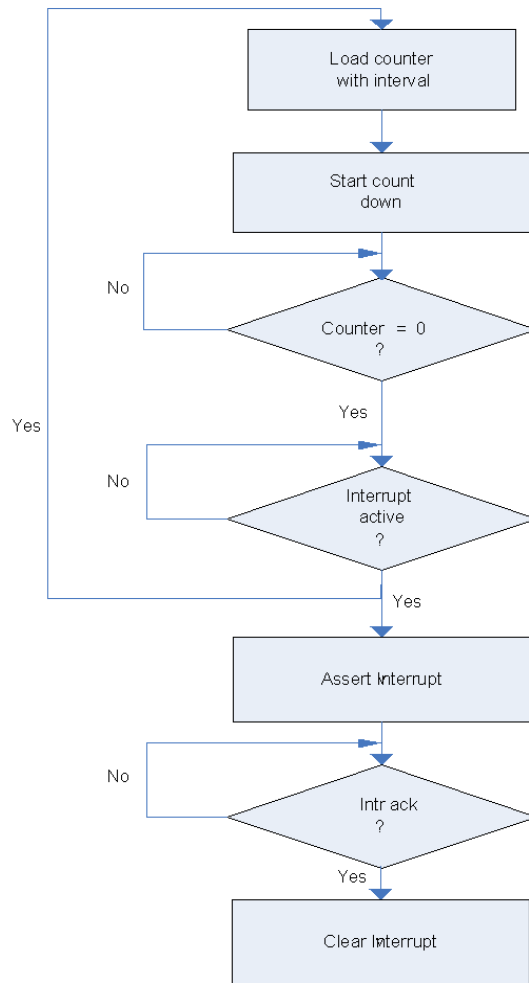 Load counter
with interval
Start count
down
No
Counter = 0
?
Yes
Yes
No
Interrupt
active
?
Yes
Assert Interrupt
No
Intr ack
?
Yes
Clear Interrupt